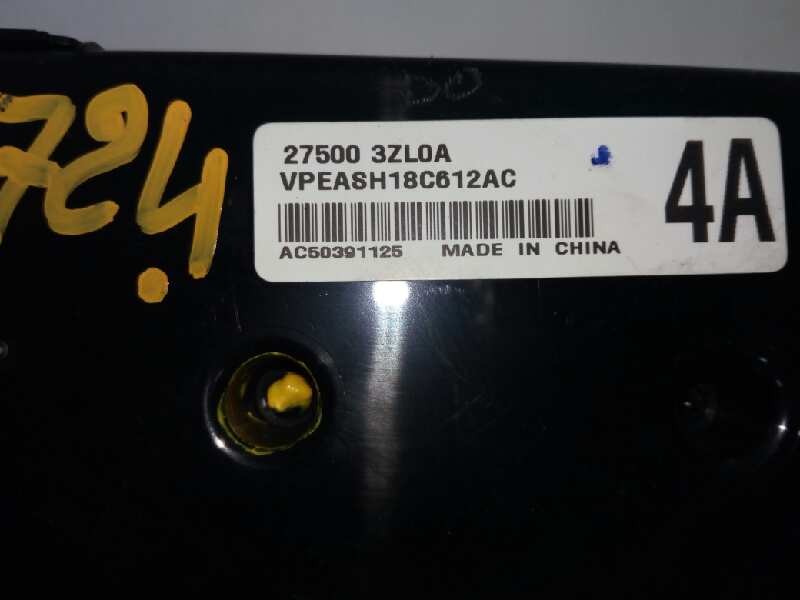 724
27500 3ZL0A
VPEASH18C612AC
AC50391125 MADE IN CHINA
4A